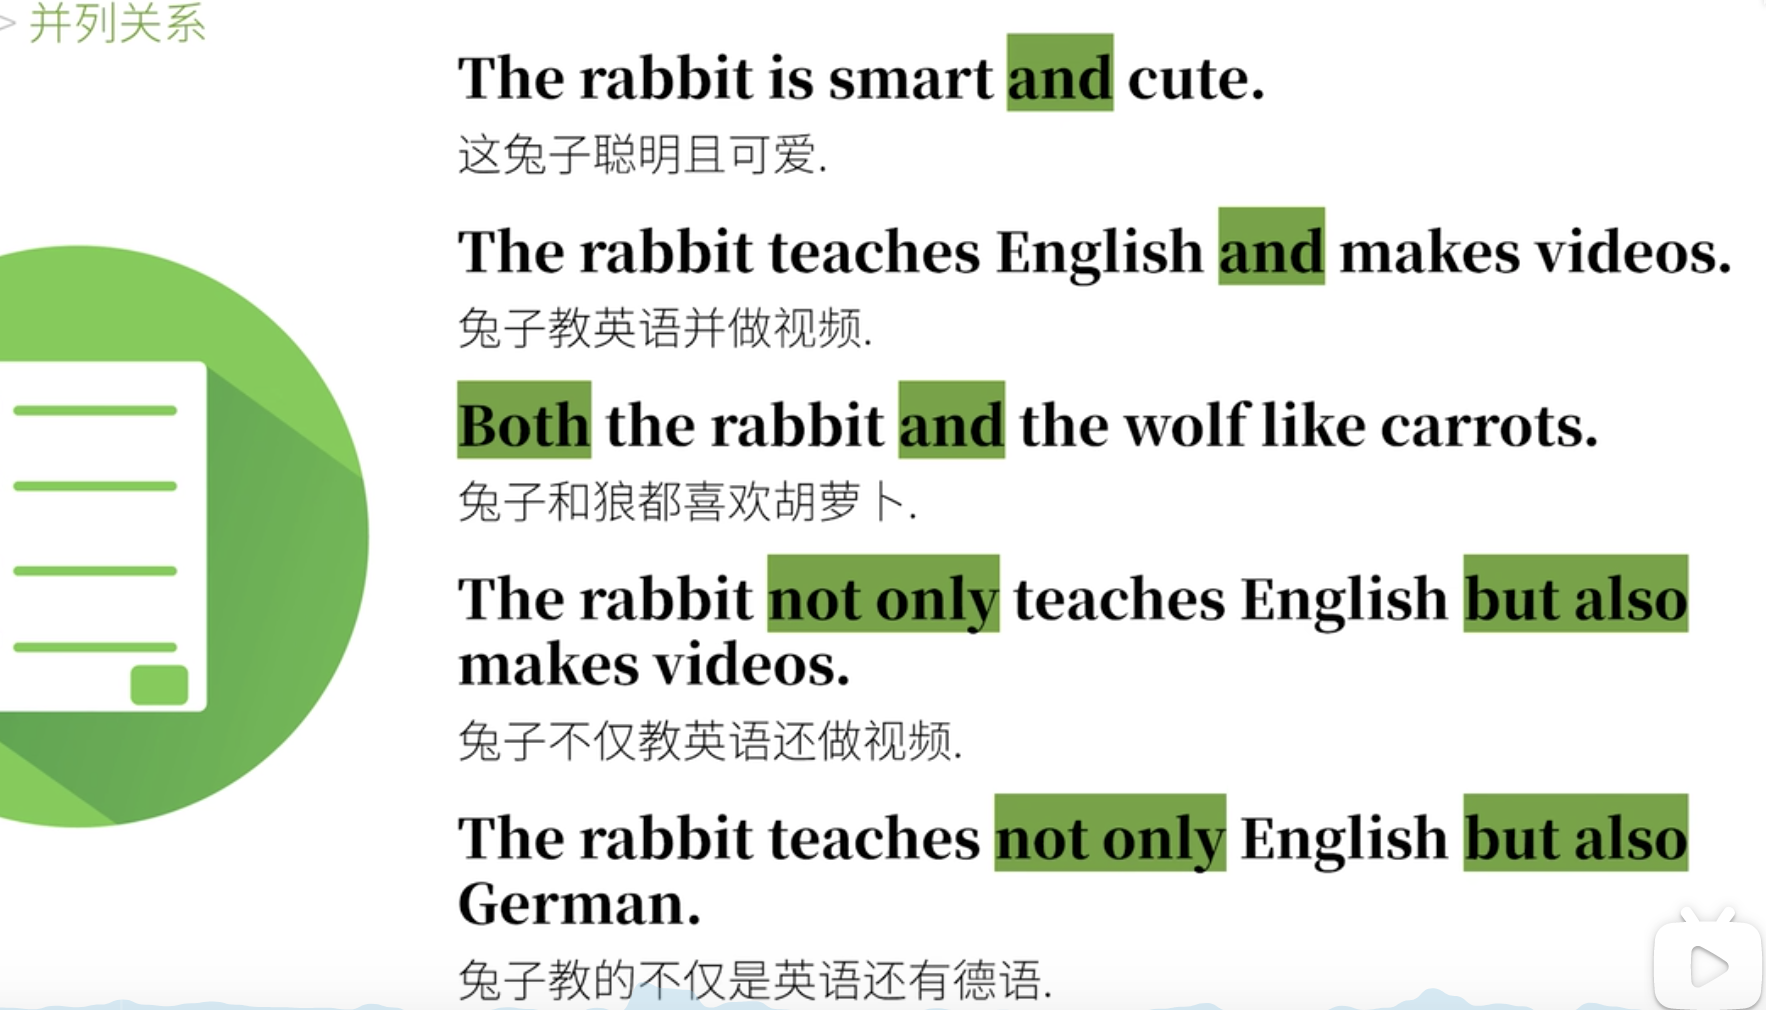 > 并列关系
The rabbit is smart and cute.
这兔子聪明且可爱.
The rabbit teaches English and makes videos.
兔子教英语并做视频.
Both the rabbit and the wolf like carrots.
兔子和狼都喜欢胡萝卜.
The rabbit not only teaches English but also
makes videos.
兔子不仅教英语还做视频.
The rabbit teaches not only English but also
German.
兔子教的不仅是英语还有德语.